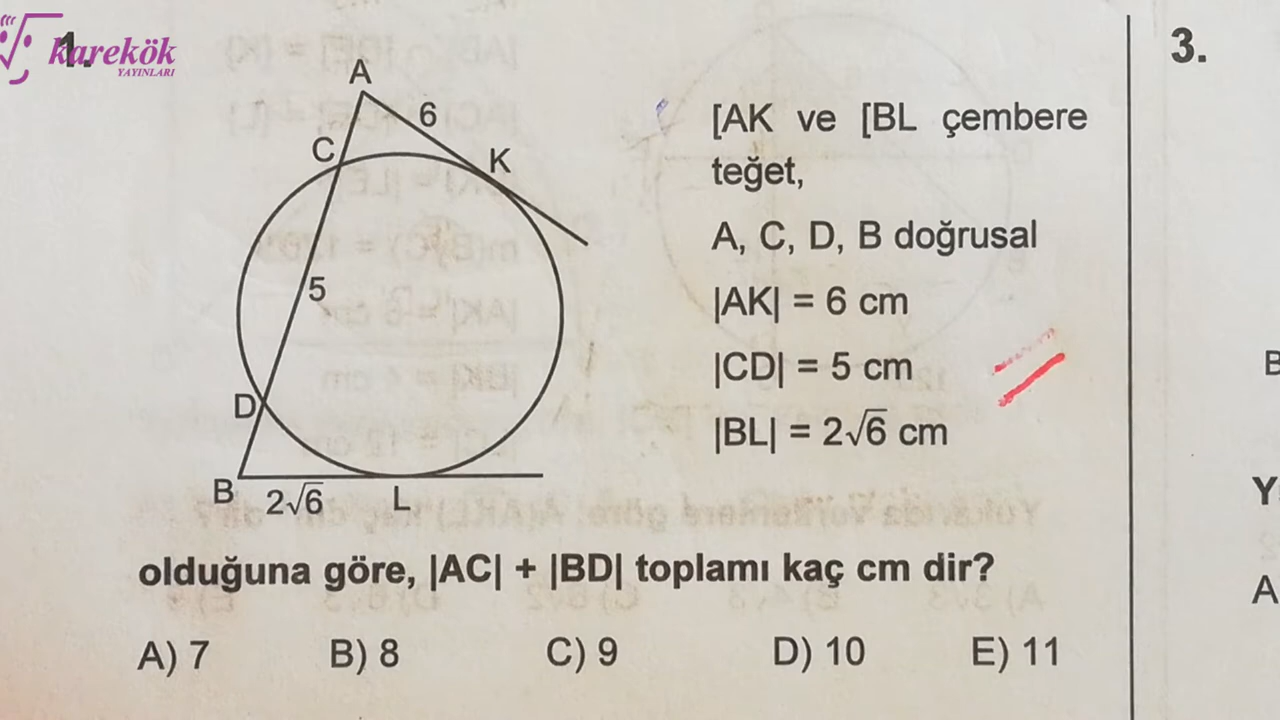 karekök
YAYINLARI
1.
A
6
C
K
5
D
B
2√6
L
[AK ve [BL çembere
teğet,
A, C, D, B doğrusal
|AK| = 6 cm
|CD| = 5 cm
|BL| = 2√6 cm
olduğuna göre, |AC| + |BD| toplamı kaç cm dir?
A) 7 B) 8 C) 9 D) 10 E) 11
3.
B
Y
A